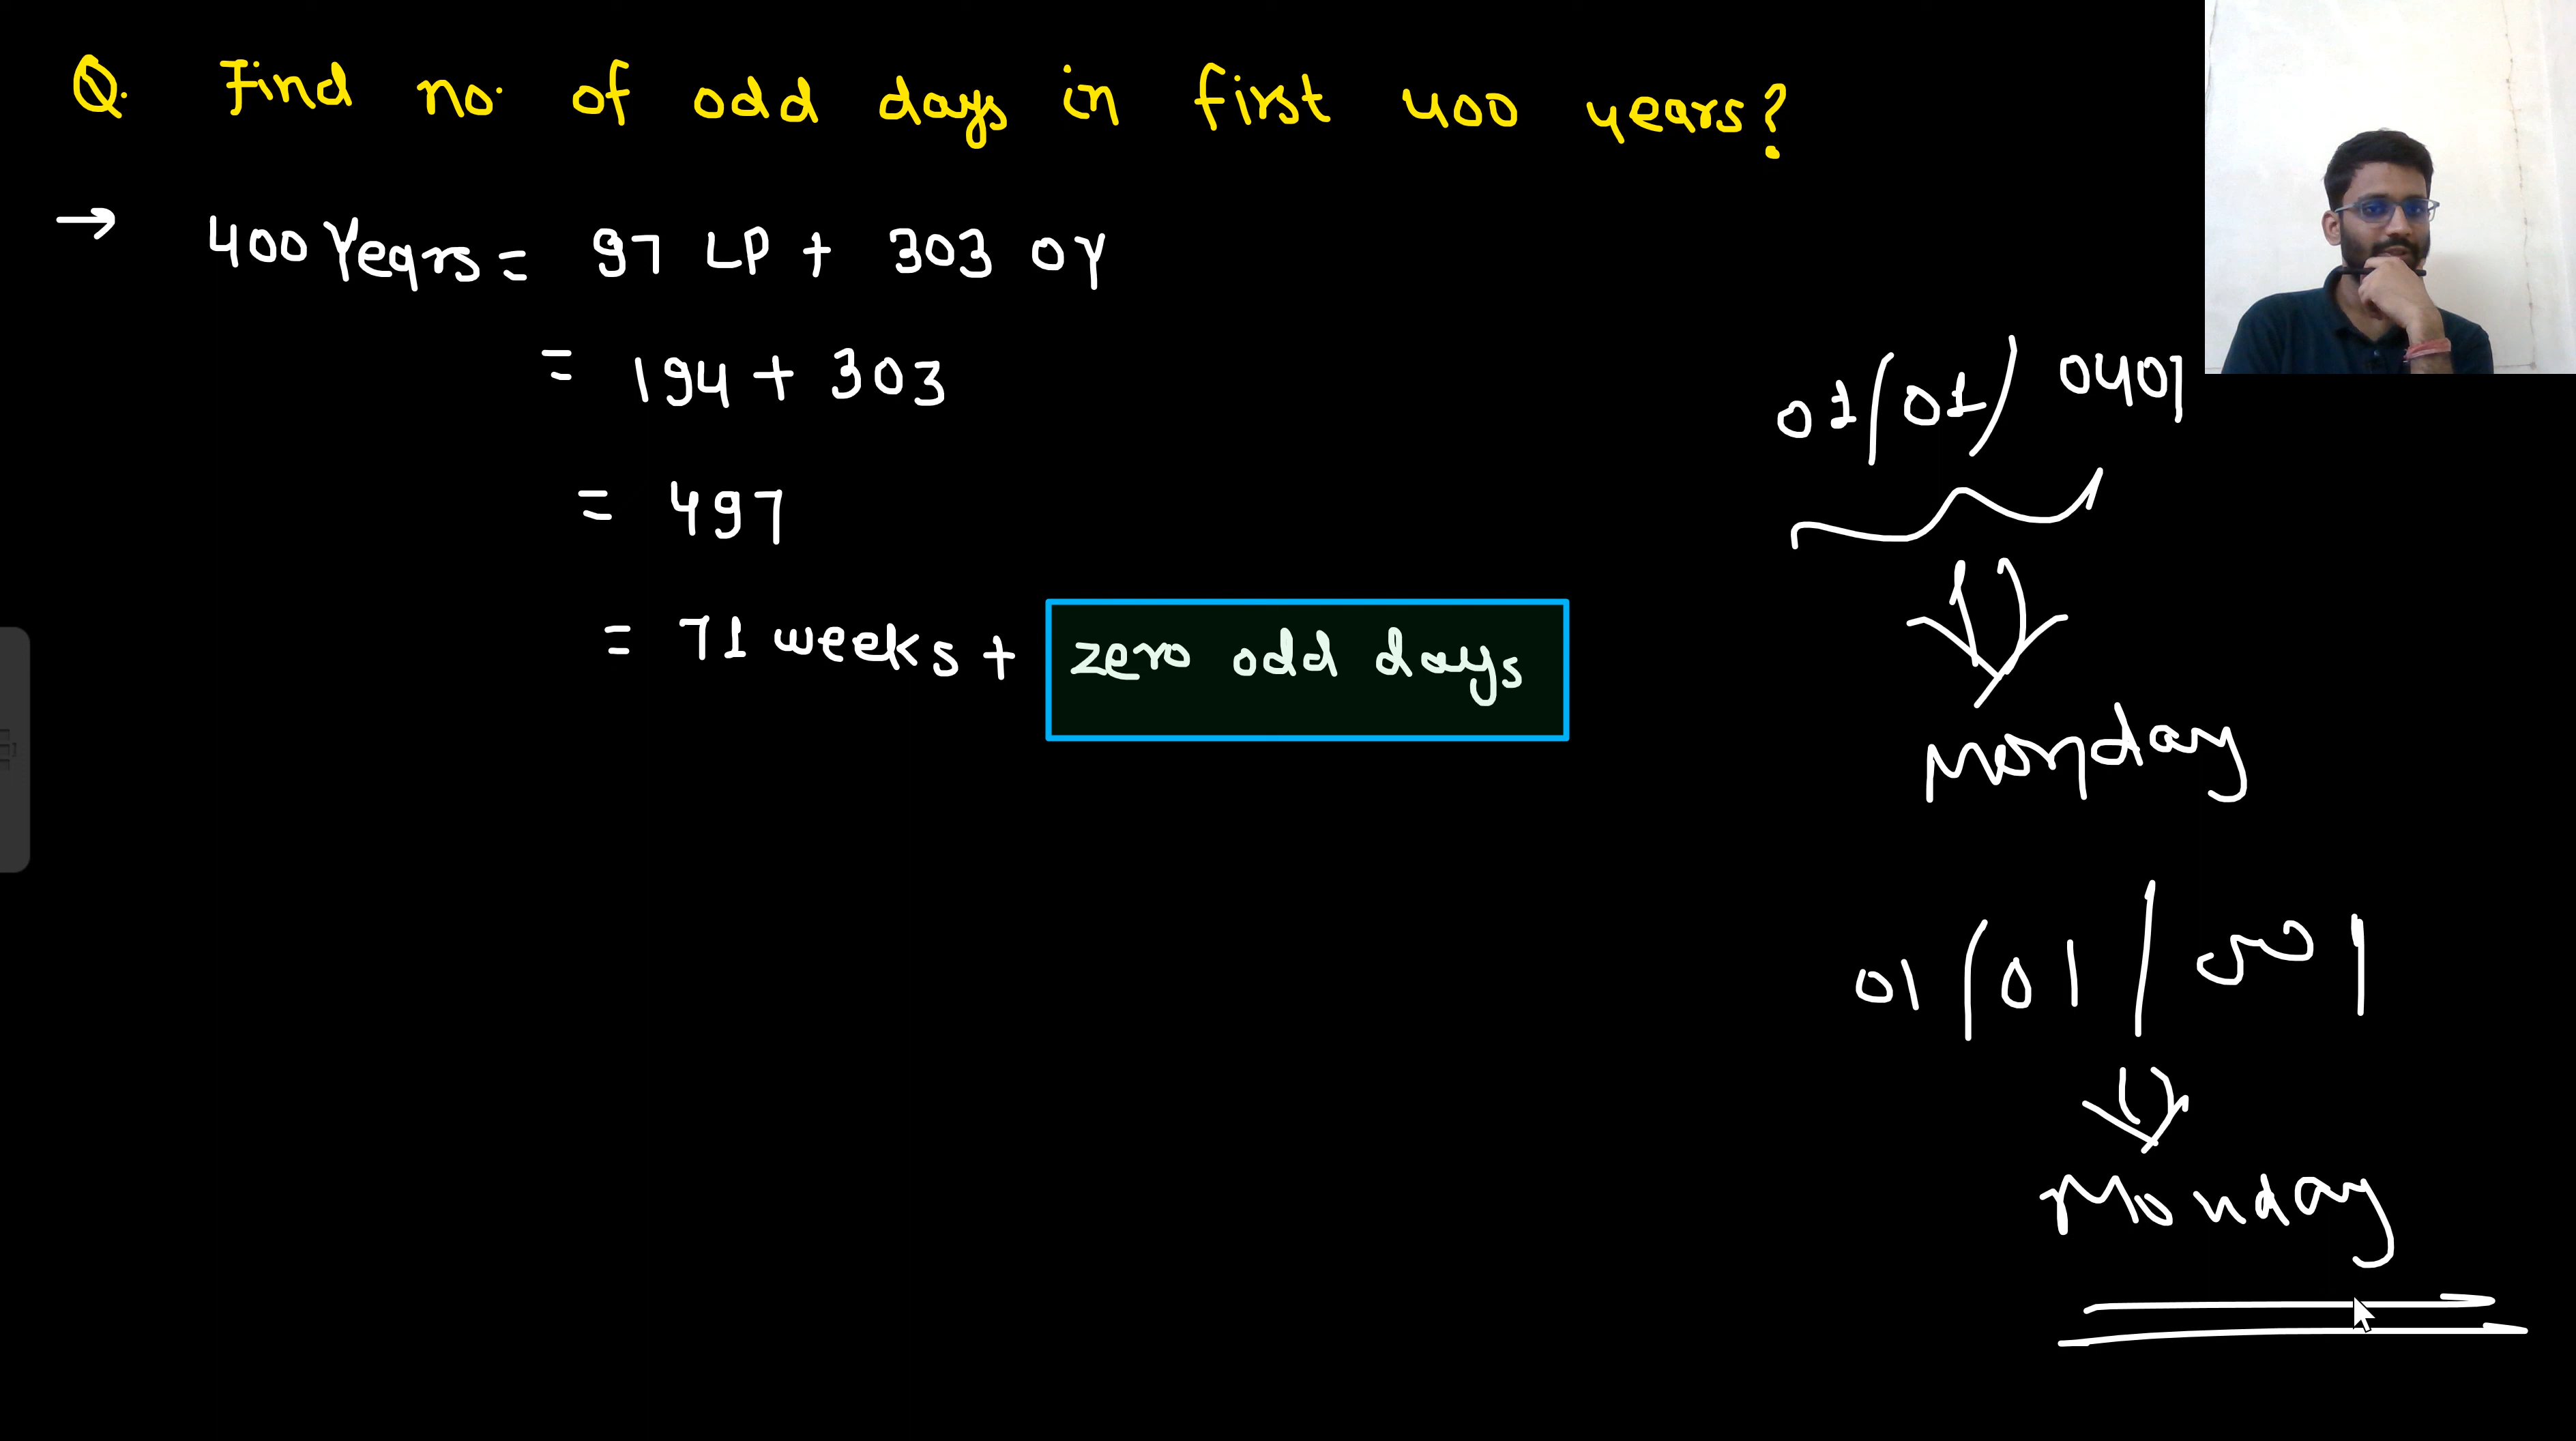 Q. Find no. of odd days in first 400 years?
→ 400 Years = 97 LP + 303 OY
= 194 + 303
= 497
= 71 weeks + zero odd days
01/01/0401
Monday
01/01/001
Monday